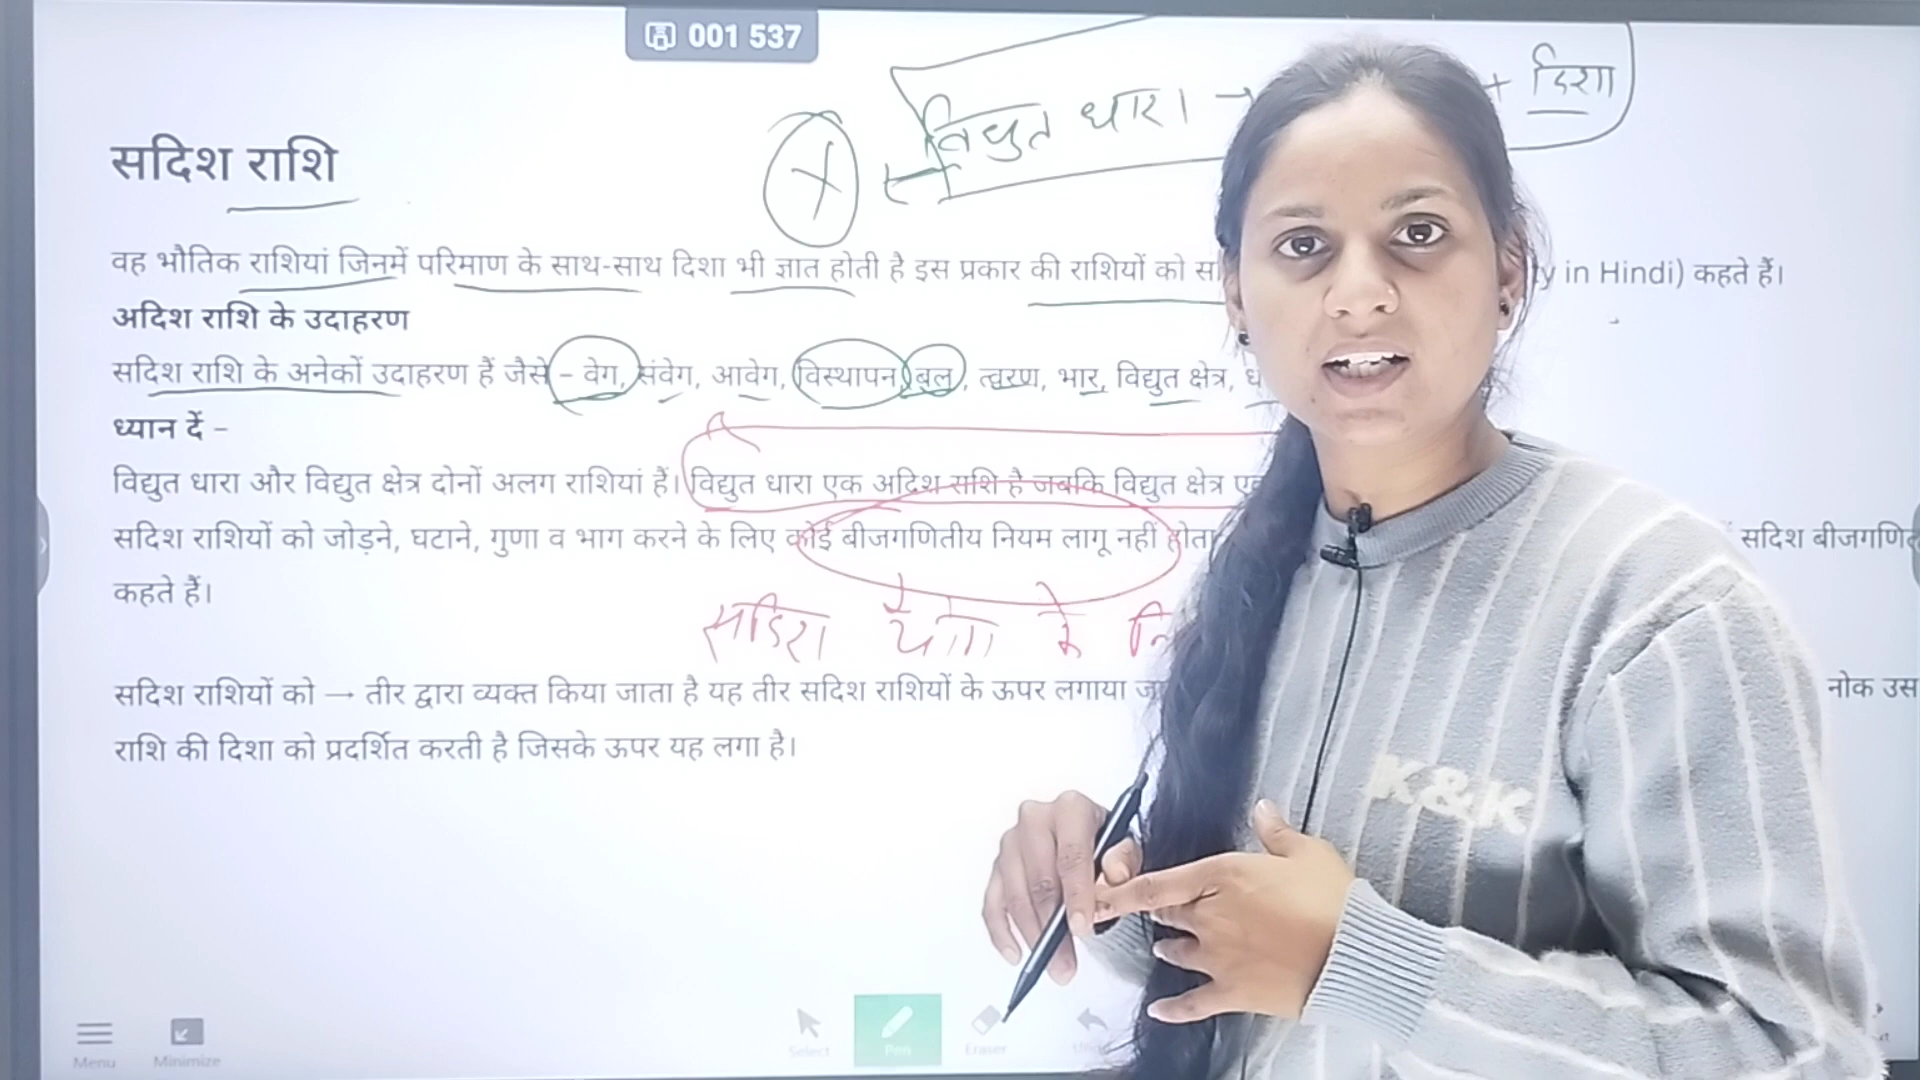 001 537
विद्युत धारा → + दिशा
सदिश राशि
वह भौतिक राशियां जिनमें परिमाण के साथ-साथ दिशा भी ज्ञात होती है इस प्रकार की राशियों को in Hindi) कहते हैं।
अदिश राशि के उदाहरण
सदिश राशि के अनेकों उदाहरण हैं जैसे – वेग, संवेग, आवेग, विस्थापन, बल, त्वरण, भार, विद्युत क्षेत्र,
ध्यान दें –
विद्युत धारा और विद्युत क्षेत्र दोनों अलग राशियां हैं। विद्युत धारा एक अदिश राशि है जबकि विद्युत क्षेत्र
सदिश राशियों को जोड़ने, घटाने, गुणा व भाग करने के लिए कोई बीजगणितीय नियम लागू नहीं होता सदिश
कहते हैं।
सदिश योग के
सदिश राशियों को → तीर द्वारा व्यक्त किया जाता है यह तीर सदिश राशियों के ऊपर लगाया नोक उस
राशि की दिशा को प्रदर्शित करती है जिसके ऊपर यह लगा है।
K&K
Menu Minimize Select Pen Eraser Undo